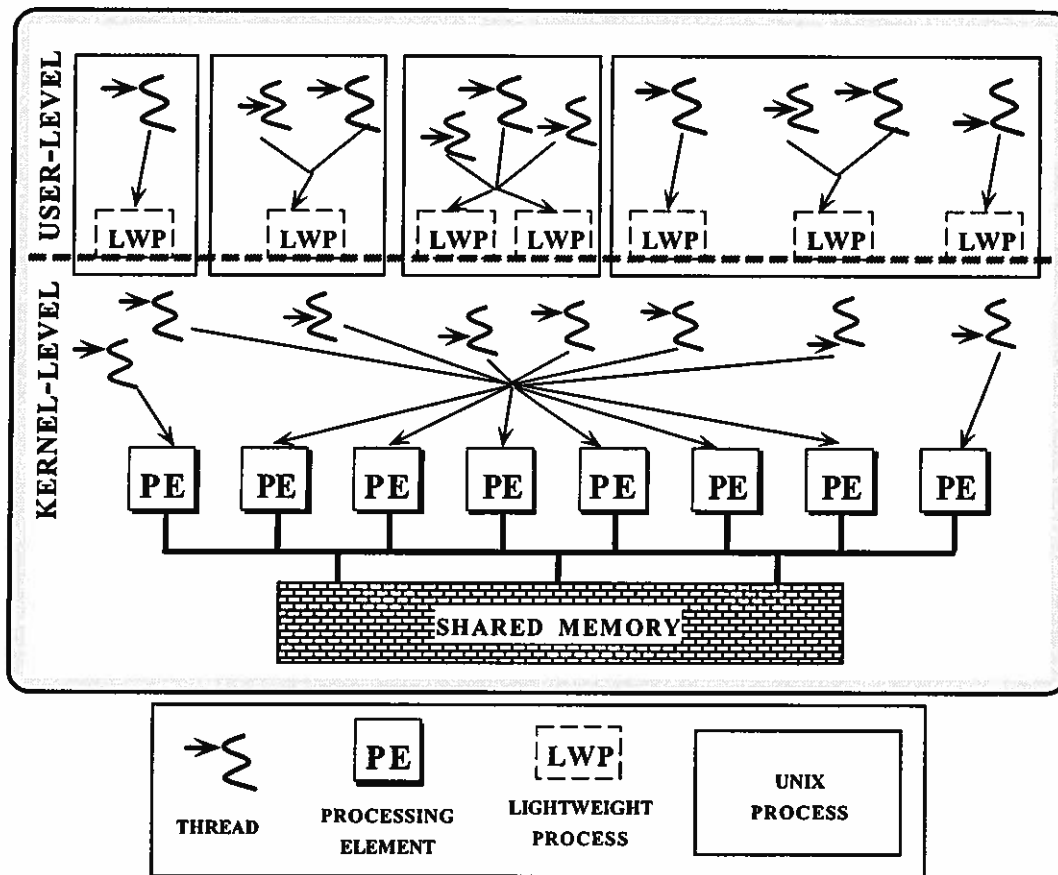 USER-LEVEL
LWP
LWP
LWP
LWP
LWP
LWP
LWP
KERNEL-LEVEL
PE
PE
PE
PE
PE
PE
PE
PE
SHARED MEMORY
THREAD
PE
PROCESSING
ELEMENT
LWP
LIGHTWEIGHT
PROCESS
UNIX
PROCESS